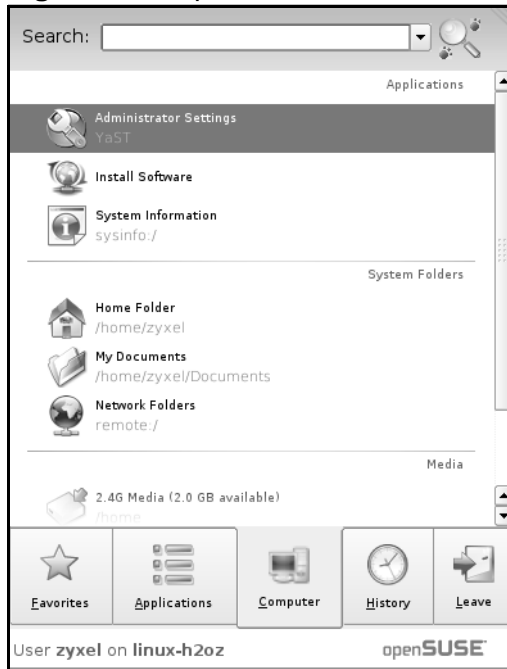 Search:
Applications
Administrator Settings
YaST
Install Software
System Information
sysinfo:/
System Folders
Home Folder
/home/zyxel
My Documents
/home/zyxel/Documents
Network Folders
remote:/
Media
2.4G Media (2.0 GB available)
/home
Favorites Applications Computer History Leave
User zyxel on linux-h2oz openSUSE